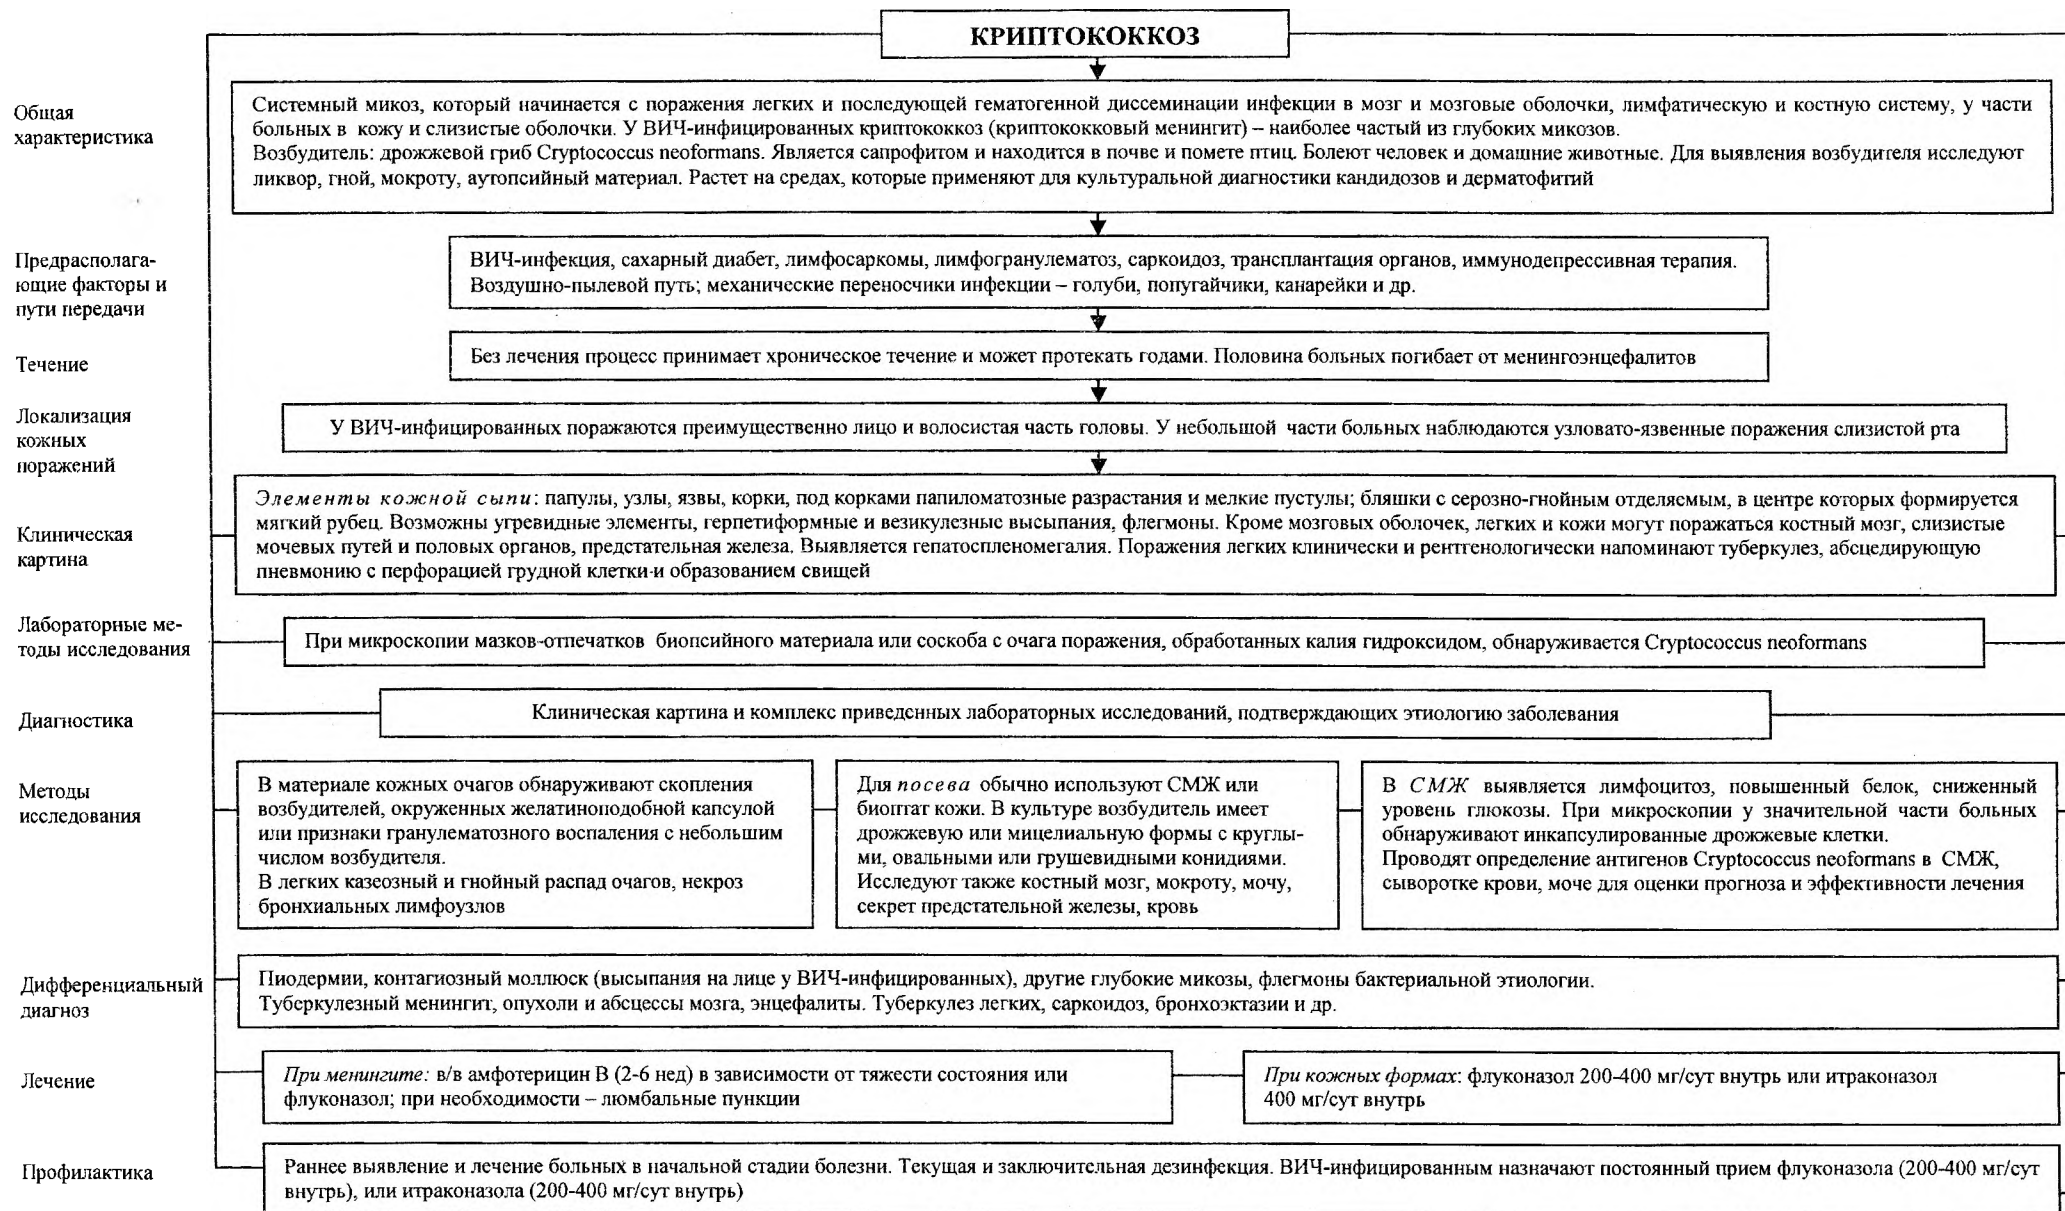 КРИПТОКОККОЗ
Общая
характеристика
Системный микоз, который начинается с поражения легких и последующей гематогенной диссеминации инфекции в мозг и мозговые оболочки, лимфатическую и костную систему, у части
больных в кожу и слизистые оболочки. У ВИЧ-инфицированных криптококкоз (криптококковый менингит) – наиболее частый из глубоких микозов.
Возбудитель: дрожжевой гриб Cryptococcus neoformans. Является сапрофитом и находится в почве и помете птиц. Болеют человек и домашние животные. Для выявления возбудителя исследуют
ликвор, гной, мокроту, аутопсийный материал. Растет на средах, которые применяют для культуральной диагностики кандидозов и дерматофитий
Предрасполага-
ющие факторы и
пути передачи
ВИЧ-инфекция, сахарный диабет, лимфосаркомы, лимфогранулематоз, саркоидоз, трансплантация органов, иммунодепрессивная терапия.
Воздушно-пылевой путь; механические переносчики инфекции – голуби, попугайчики, канарейки и др.
Течение
Без лечения процесс принимает хроническое течение и может протекать годами. Половина больных погибает от менингоэнцефалитов
Локализация
кожных
поражений
У ВИЧ-инфицированных поражаются преимущественно лицо и волосистая часть головы. У небольшой части больных наблюдаются узловато-язвенные поражения слизистой рта
Клиническая
картина
Элементы кожной сыпи: папулы, узлы, язвы, корки, под корками папиломатозные разрастания и мелкие пустулы; бляшки с серозно-гнойным отделяемым, в центре которых формируется
мягкий рубец. Возможны угревидные элементы, герпетиформные и везикулезные высыпания, флегмоны. Кроме мозговых оболочек, легких и кожи могут поражаться костный мозг, слизистые
мочевых путей и половых органов, предстательная железа. Выявляется гепатоспленомегалия. Поражения легких клинически и рентгенологически напоминают туберкулез, абсцедирующую
пневмонию с перфорацией грудной клетки и образованием свищей
Лабораторные ме-
тоды исследования
При микроскопии мазков-отпечатков биопсийного материала или соскоба с очага поражения, обработанных калия гидроксидом, обнаруживается Cryptococcus neoformans
Диагностика
Клиническая картина и комплекс приведенных лабораторных исследований, подтверждающих этиологию заболевания
Методы
исследования
В материале кожных очагов обнаруживают скопления
возбудителей, окруженных желатиноподобной капсулой
или признаки гранулематозного воспаления с небольшим
числом возбудителя.
В легких казеозный и гнойный распад очагов, некроз
бронхиальных лимфоузлов
Для посева обычно используют СМЖ или
биоптат кожи. В культуре возбудитель имеет
дрожжевую или мицелиальную формы с круглы-
ми, овальными или грушевидными конидиями.
Исследуют также костный мозг, мокроту, мочу,
секрет предстательной железы, кровь
В СМЖ выявляется лимфоцитоз, повышенный белок, сниженный
уровень глюкозы. При микроскопии у значительной части больных
обнаруживают инкапсулированные дрожжевые клетки.
Проводят определение антигенов Cryptococcus neoformans в СМЖ,
сыворотке крови, моче для оценки прогноза и эффективности лечения
Дифференциальный
диагноз
Пиодермии, контагиозный моллюск (высыпания на лице у ВИЧ-инфицированных), другие глубокие микозы, флегмоны бактериальной этиологии.
Туберкулезный менингит, опухоли и абсцессы мозга, энцефалиты. Туберкулез легких, саркоидоз, бронхоэктазии и др.
Лечение
При менингите: в/в амфотерицин В (2-6 нед) в зависимости от тяжести состояния или
флуконазол; при необходимости – люмбальные пункции
При кожных формах: флуконазол 200-400 мг/сут внутрь или итраконазол
400 мг/сут внутрь
Профилактика
Раннее выявление и лечение больных в начальной стадии болезни. Текущая и заключительная дезинфекция. ВИЧ-инфицированным назначают постоянный прием флуконазола (200-400 мг/сут
внутрь), или итраконазола (200-400 мг/сут внутрь)